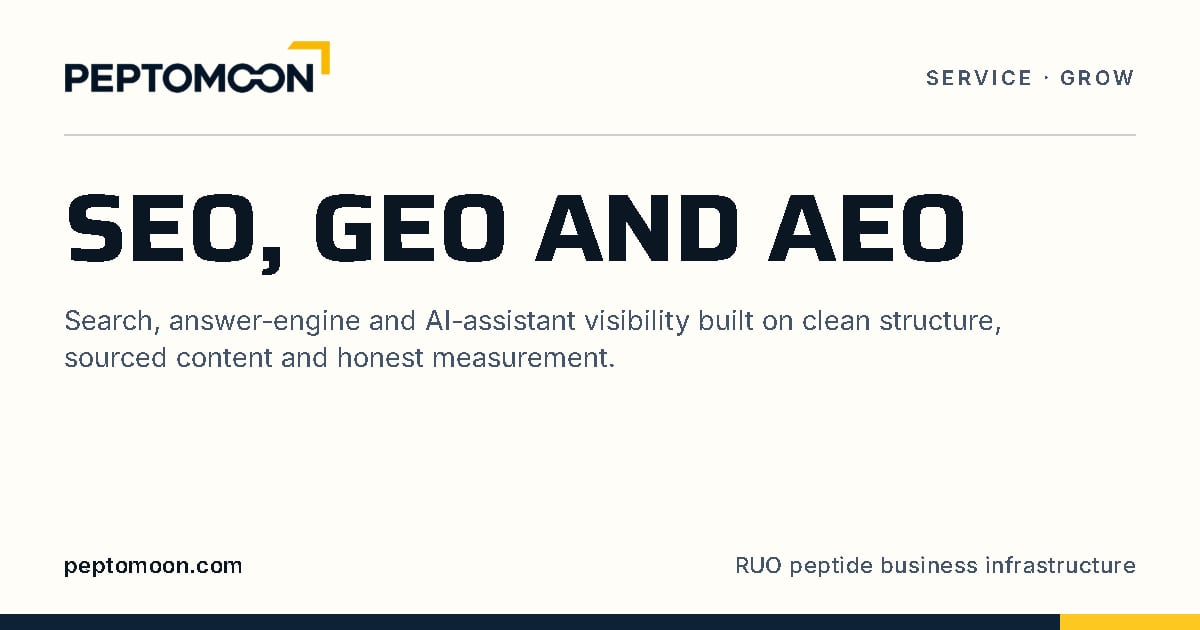 PEPTOMOON
SERVICE · GROW
SEO, GEO AND AEO
Search, answer-engine and AI-assistant visibility built on clean structure,
sourced content and honest measurement.
peptomoon.com
RUO peptide business infrastructure